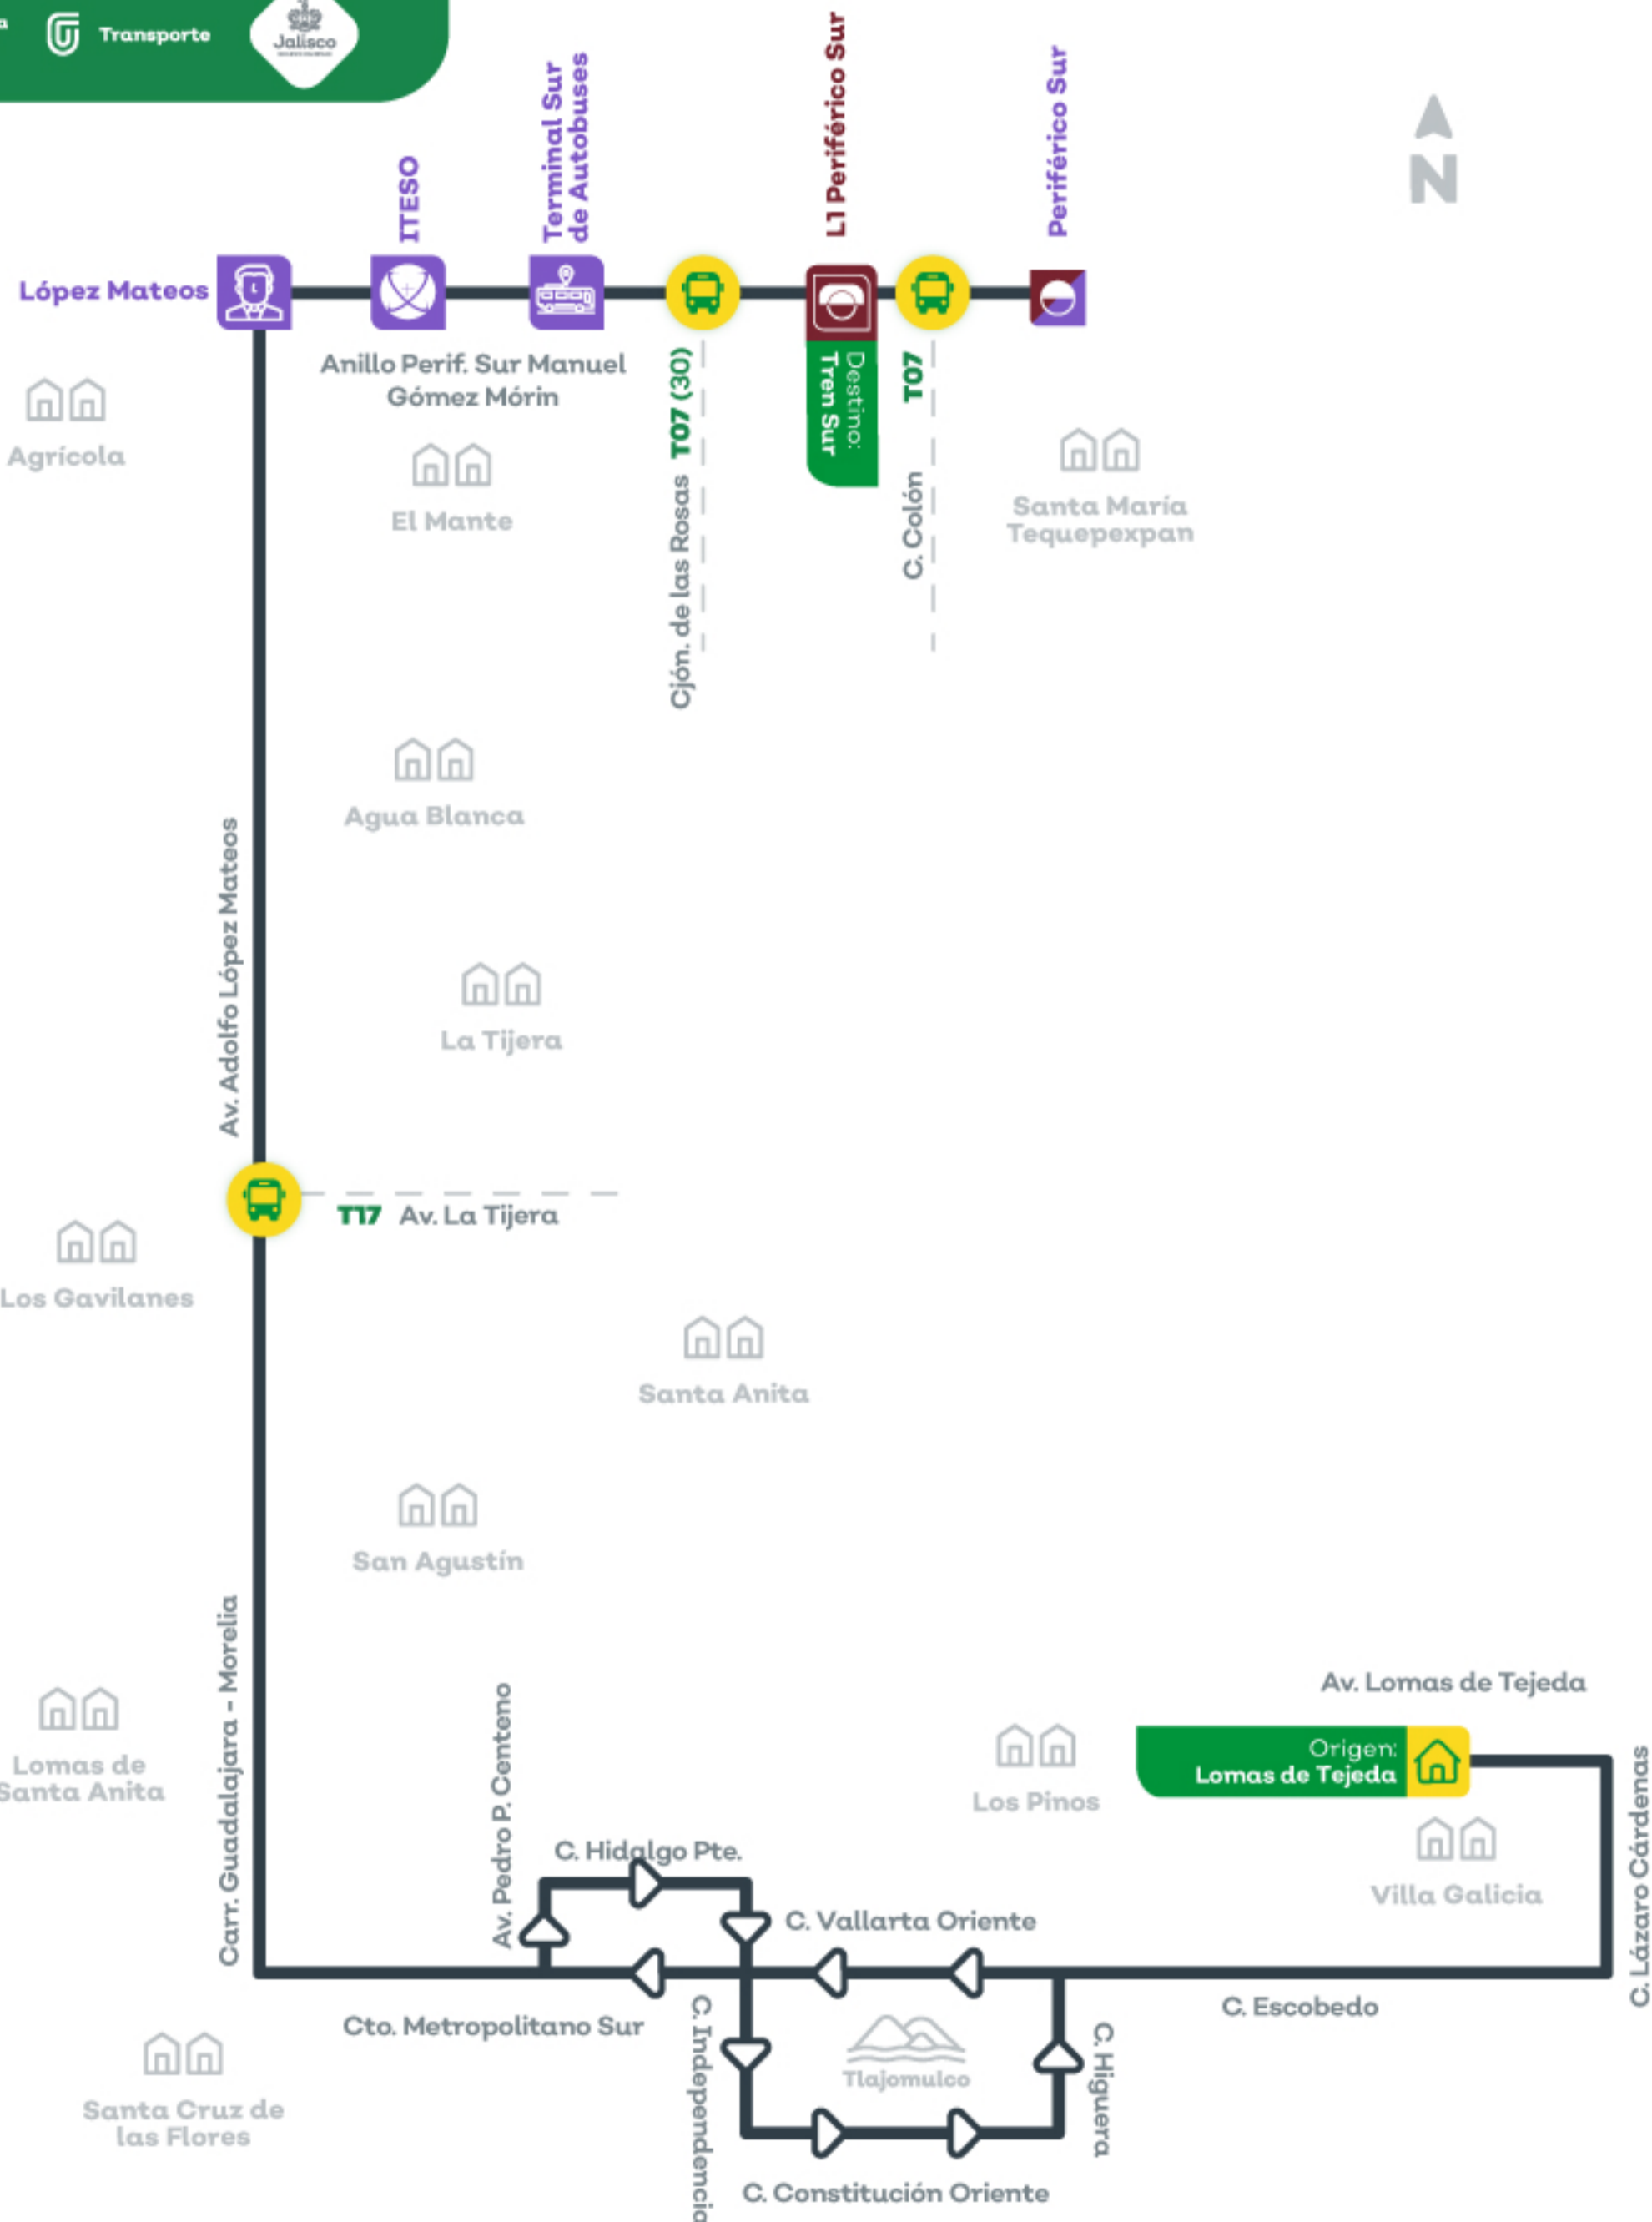 Transporte
Jalisco
López Mateos
ITESO
Terminal Sur
de Autobuses
L1 Periférico Sur
Periférico Sur
N
Anillo Perif. Sur Manuel
Gómez Mórin
Cjón. de las Rosas T07 (30)
Destino:
Tren Sur
C. Colón T07
Agrícola
El Mante
Santa María
Tequepexpan
Agua Blanca
Av. Adolfo López Mateos
La Tijera
T17 Av. La Tijera
Los Gavilanes
Santa Anita
San Agustín
Carr. Guadalajara - Morelia
Lomas de
Santa Anita
Av. Pedro P. Centeno
Av. Lomas de Tejeda
Origen:
Lomas de Tejeda
Los Pinos
C. Lázaro Cárdenas
C. Hidalgo Pte.
Villa Galicia
C. Vallarta Oriente
Cto. Metropolitano Sur
C. Independencia
C. Escobedo
Tlajomulco
C. Higuera
Santa Cruz de
las Flores
C. Constitución Oriente